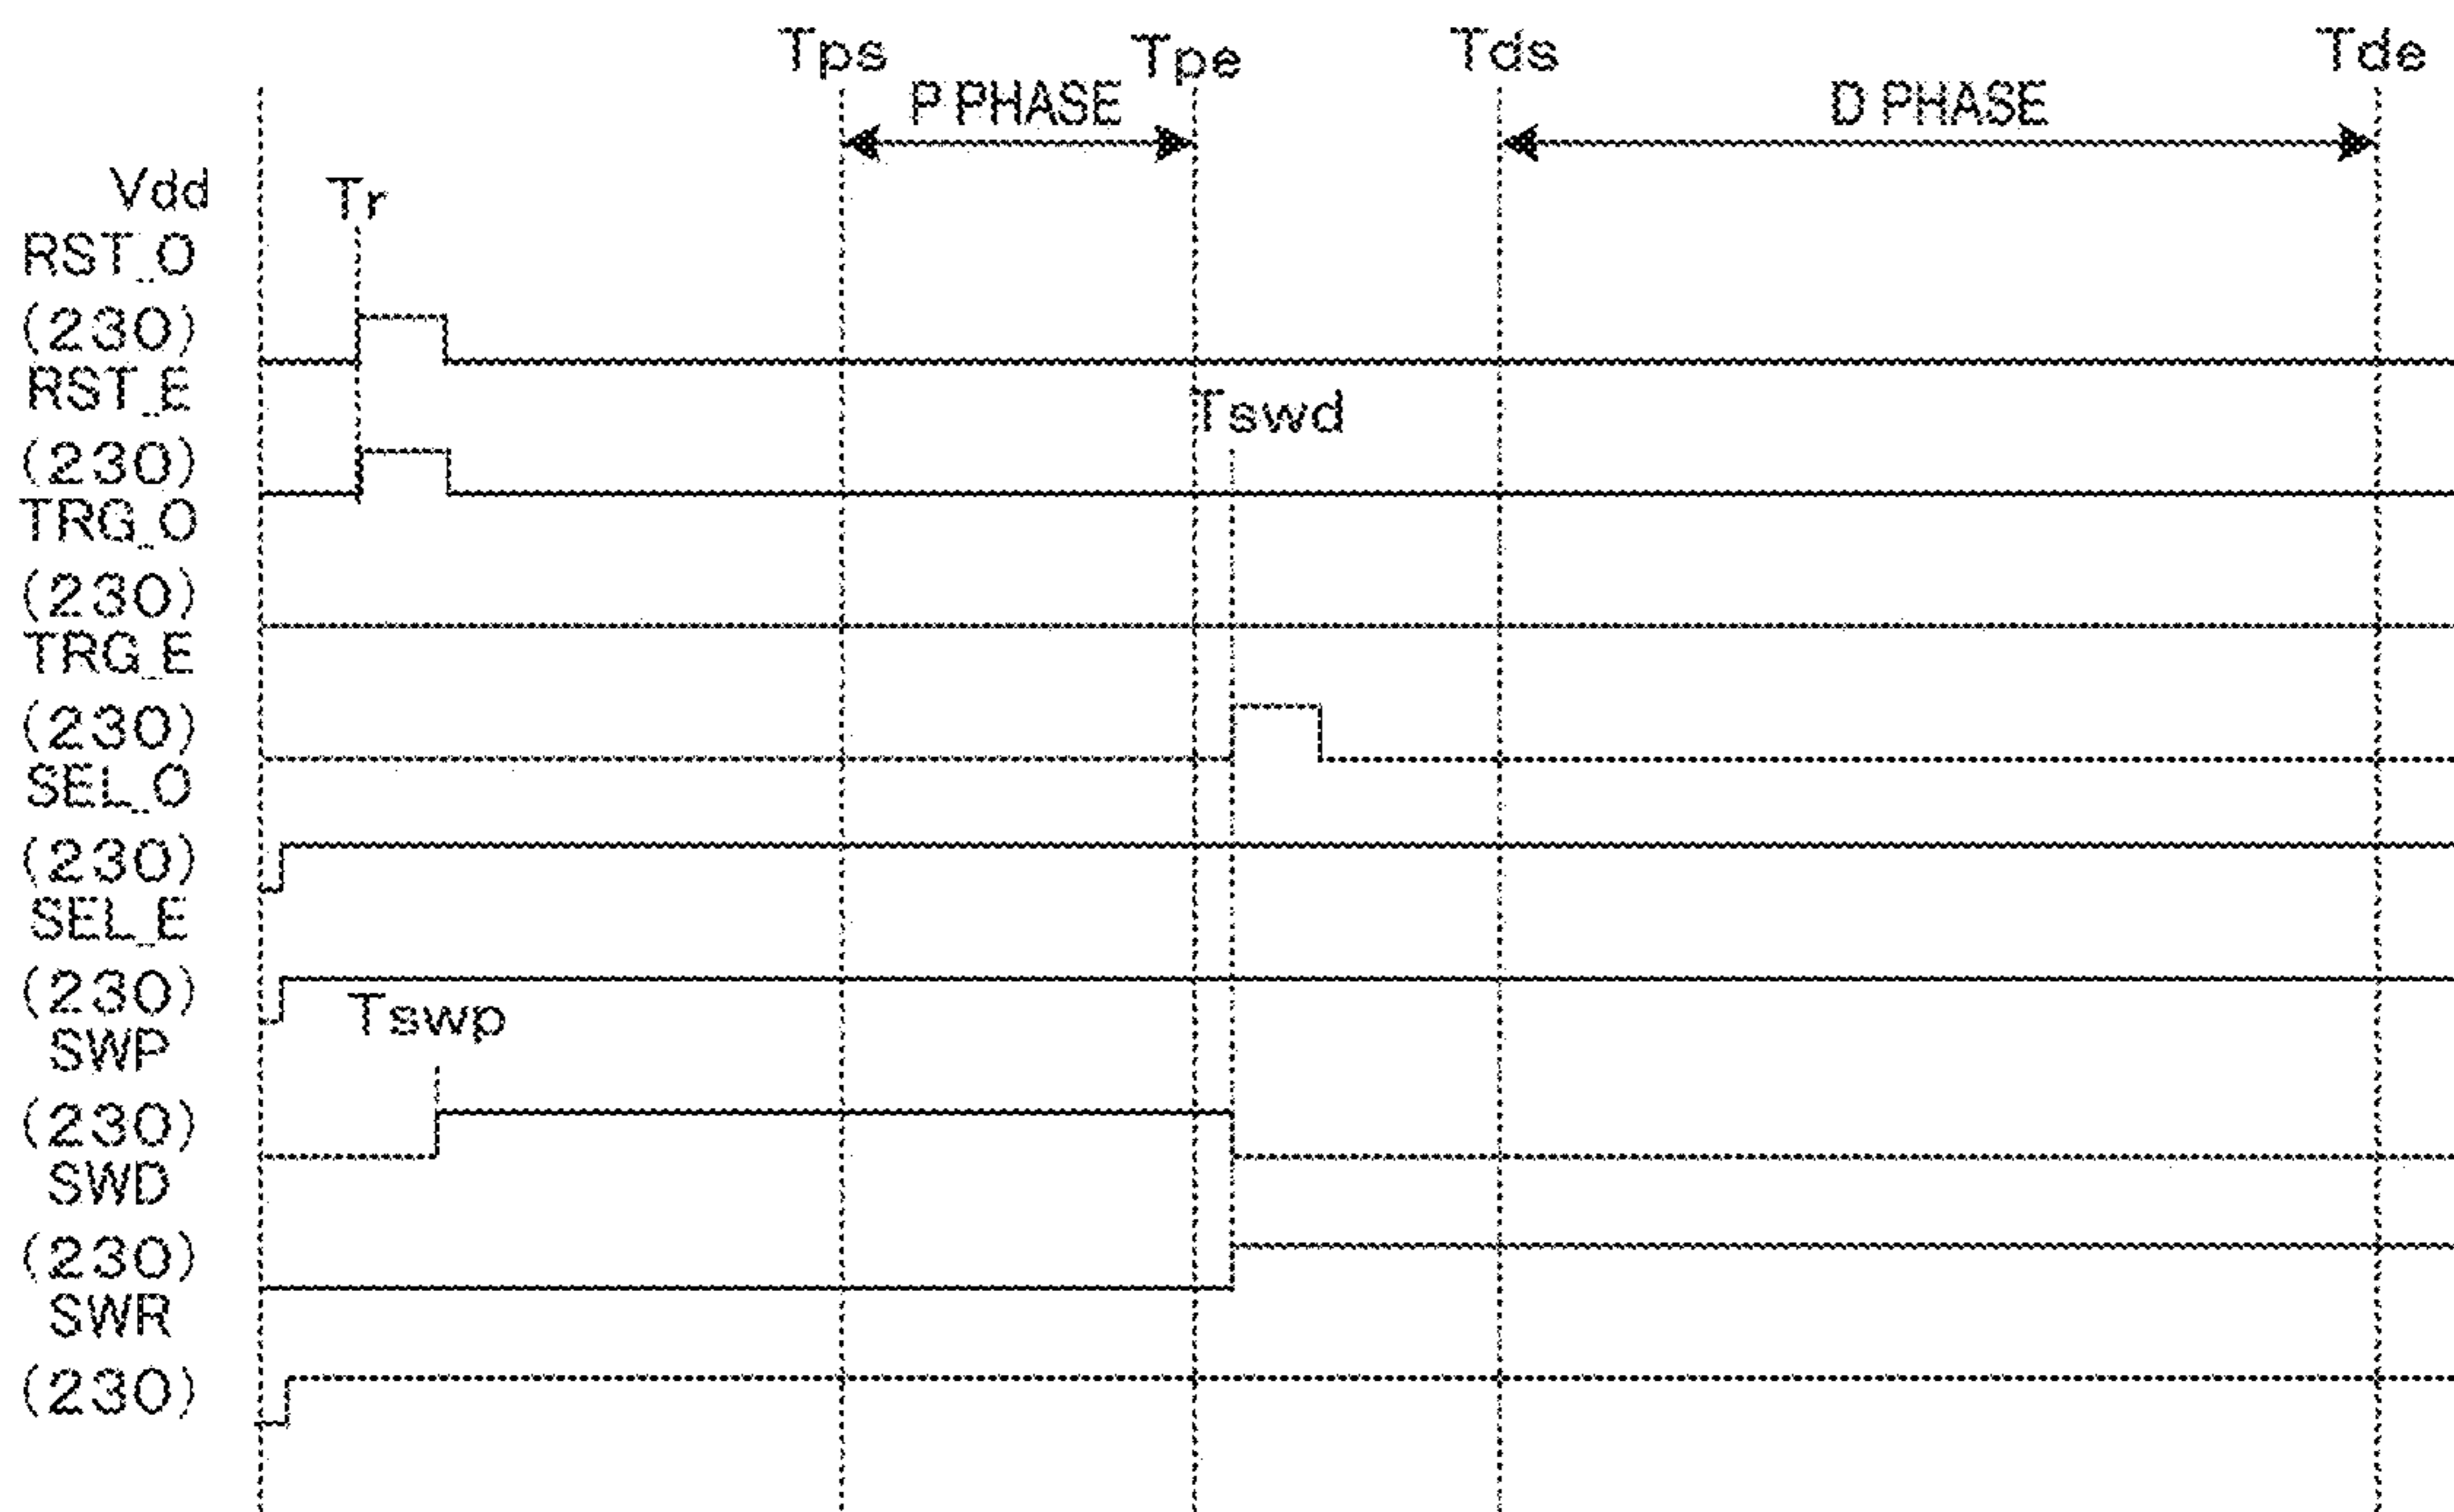 Tps
Tpe
Tds
Tde
P PHASE
D PHASE
Vdd
Tr
RST_O
(230)
RST_E
Tswd
(230)
TRG_O
(230)
TRG_E
(230)
SEL_O
(230)
SEL_E
(230)
Tswp
SWP
(230)
SWD
(230)
SWR
(230)